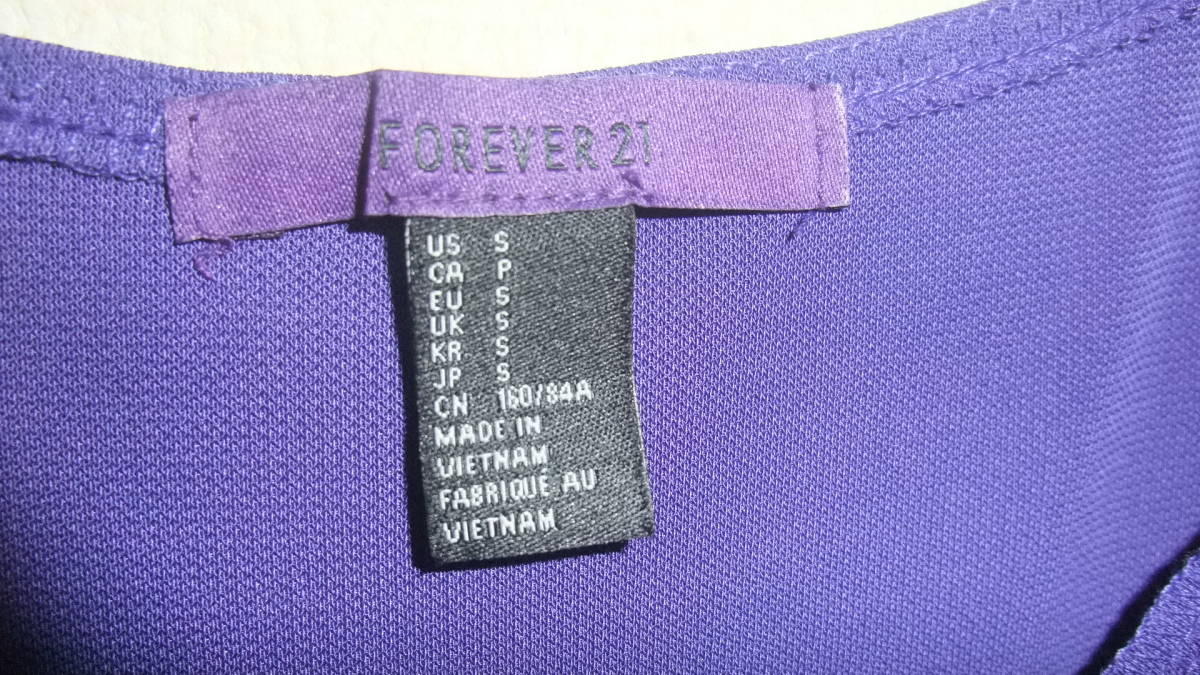 FOREVER 21
US S
CA P
EU S
UK S
KR S
JP S
CN 160/84A
MADE IN
VIETNAM
FABRIQUE AU
VIETNAM